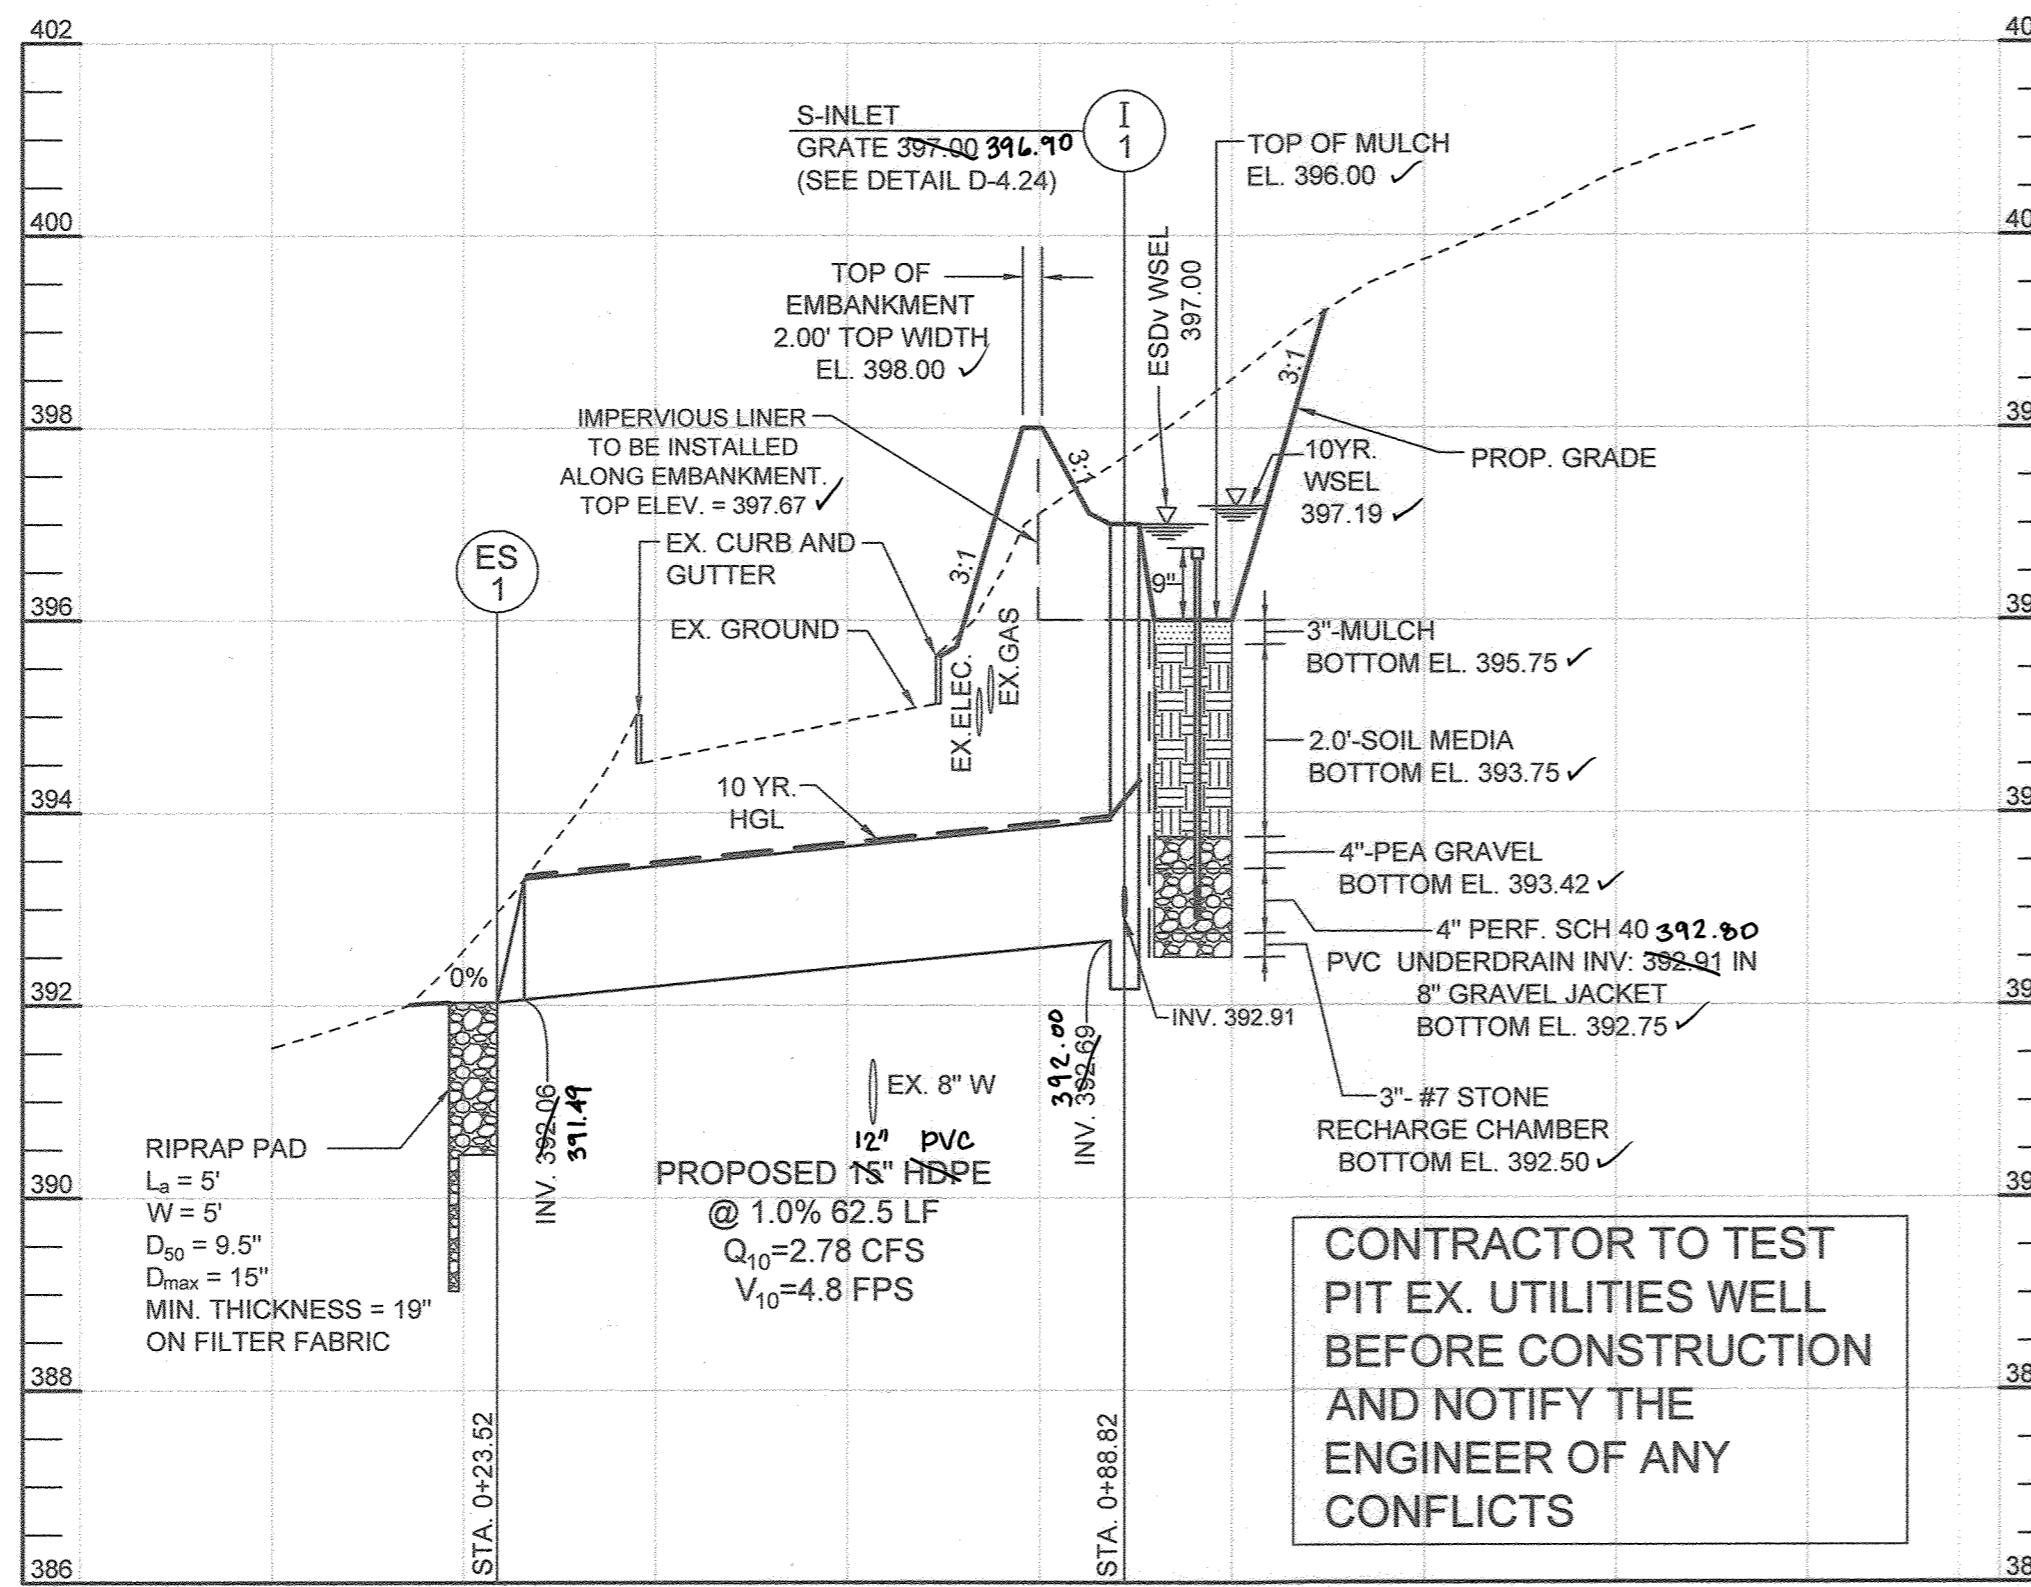 402
400
398
396
394
392
390
388
386
S-INLET
GRATE 397.00 396.90
(SEE DETAIL D-4.24)
I
1
TOP OF MULCH
EL. 396.00 ✓
TOP OF
EMBANKMENT
2.00' TOP WIDTH
EL. 398.00 ✓
ESDv WSEL
397.00
IMPERVIOUS LINER
TO BE INSTALLED
ALONG EMBANKMENT.
TOP ELEV. = 397.67 ✓
3:1
3:1
3:1
10YR.
WSEL
397.19 ✓
PROP. GRADE
ES
1
EX. CURB AND
GUTTER
EX. GROUND
EX.ELEC.
EX.GAS
9"
3"-MULCH
BOTTOM EL. 395.75 ✓
2.0'-SOIL MEDIA
BOTTOM EL. 393.75 ✓
10 YR.
HGL
4"-PEA GRAVEL
BOTTOM EL. 393.42 ✓
4" PERF. SCH 40 392.80
PVC UNDERDRAIN INV: 392.91 IN
8" GRAVEL JACKET
BOTTOM EL. 392.75 ✓
0%
INV. 392.91
INV. 392.69
392.00
INV. 392.06
391.49
EX. 8" W
3"- #7 STONE
RECHARGE CHAMBER
BOTTOM EL. 392.50 ✓
RIPRAP PAD
La = 5'
W = 5'
D50 = 9.5"
Dmax = 15"
MIN. THICKNESS = 19"
ON FILTER FABRIC
12" PVC
PROPOSED 15" HDPE
@ 1.0% 62.5 LF
Q10=2.78 CFS
V10=4.8 FPS
CONTRACTOR TO TEST
PIT EX. UTILITIES WELL
BEFORE CONSTRUCTION
AND NOTIFY THE
ENGINEER OF ANY
CONFLICTS
STA. 0+23.52
STA. 0+88.82
40
40
39
39
39
39
39
38
38